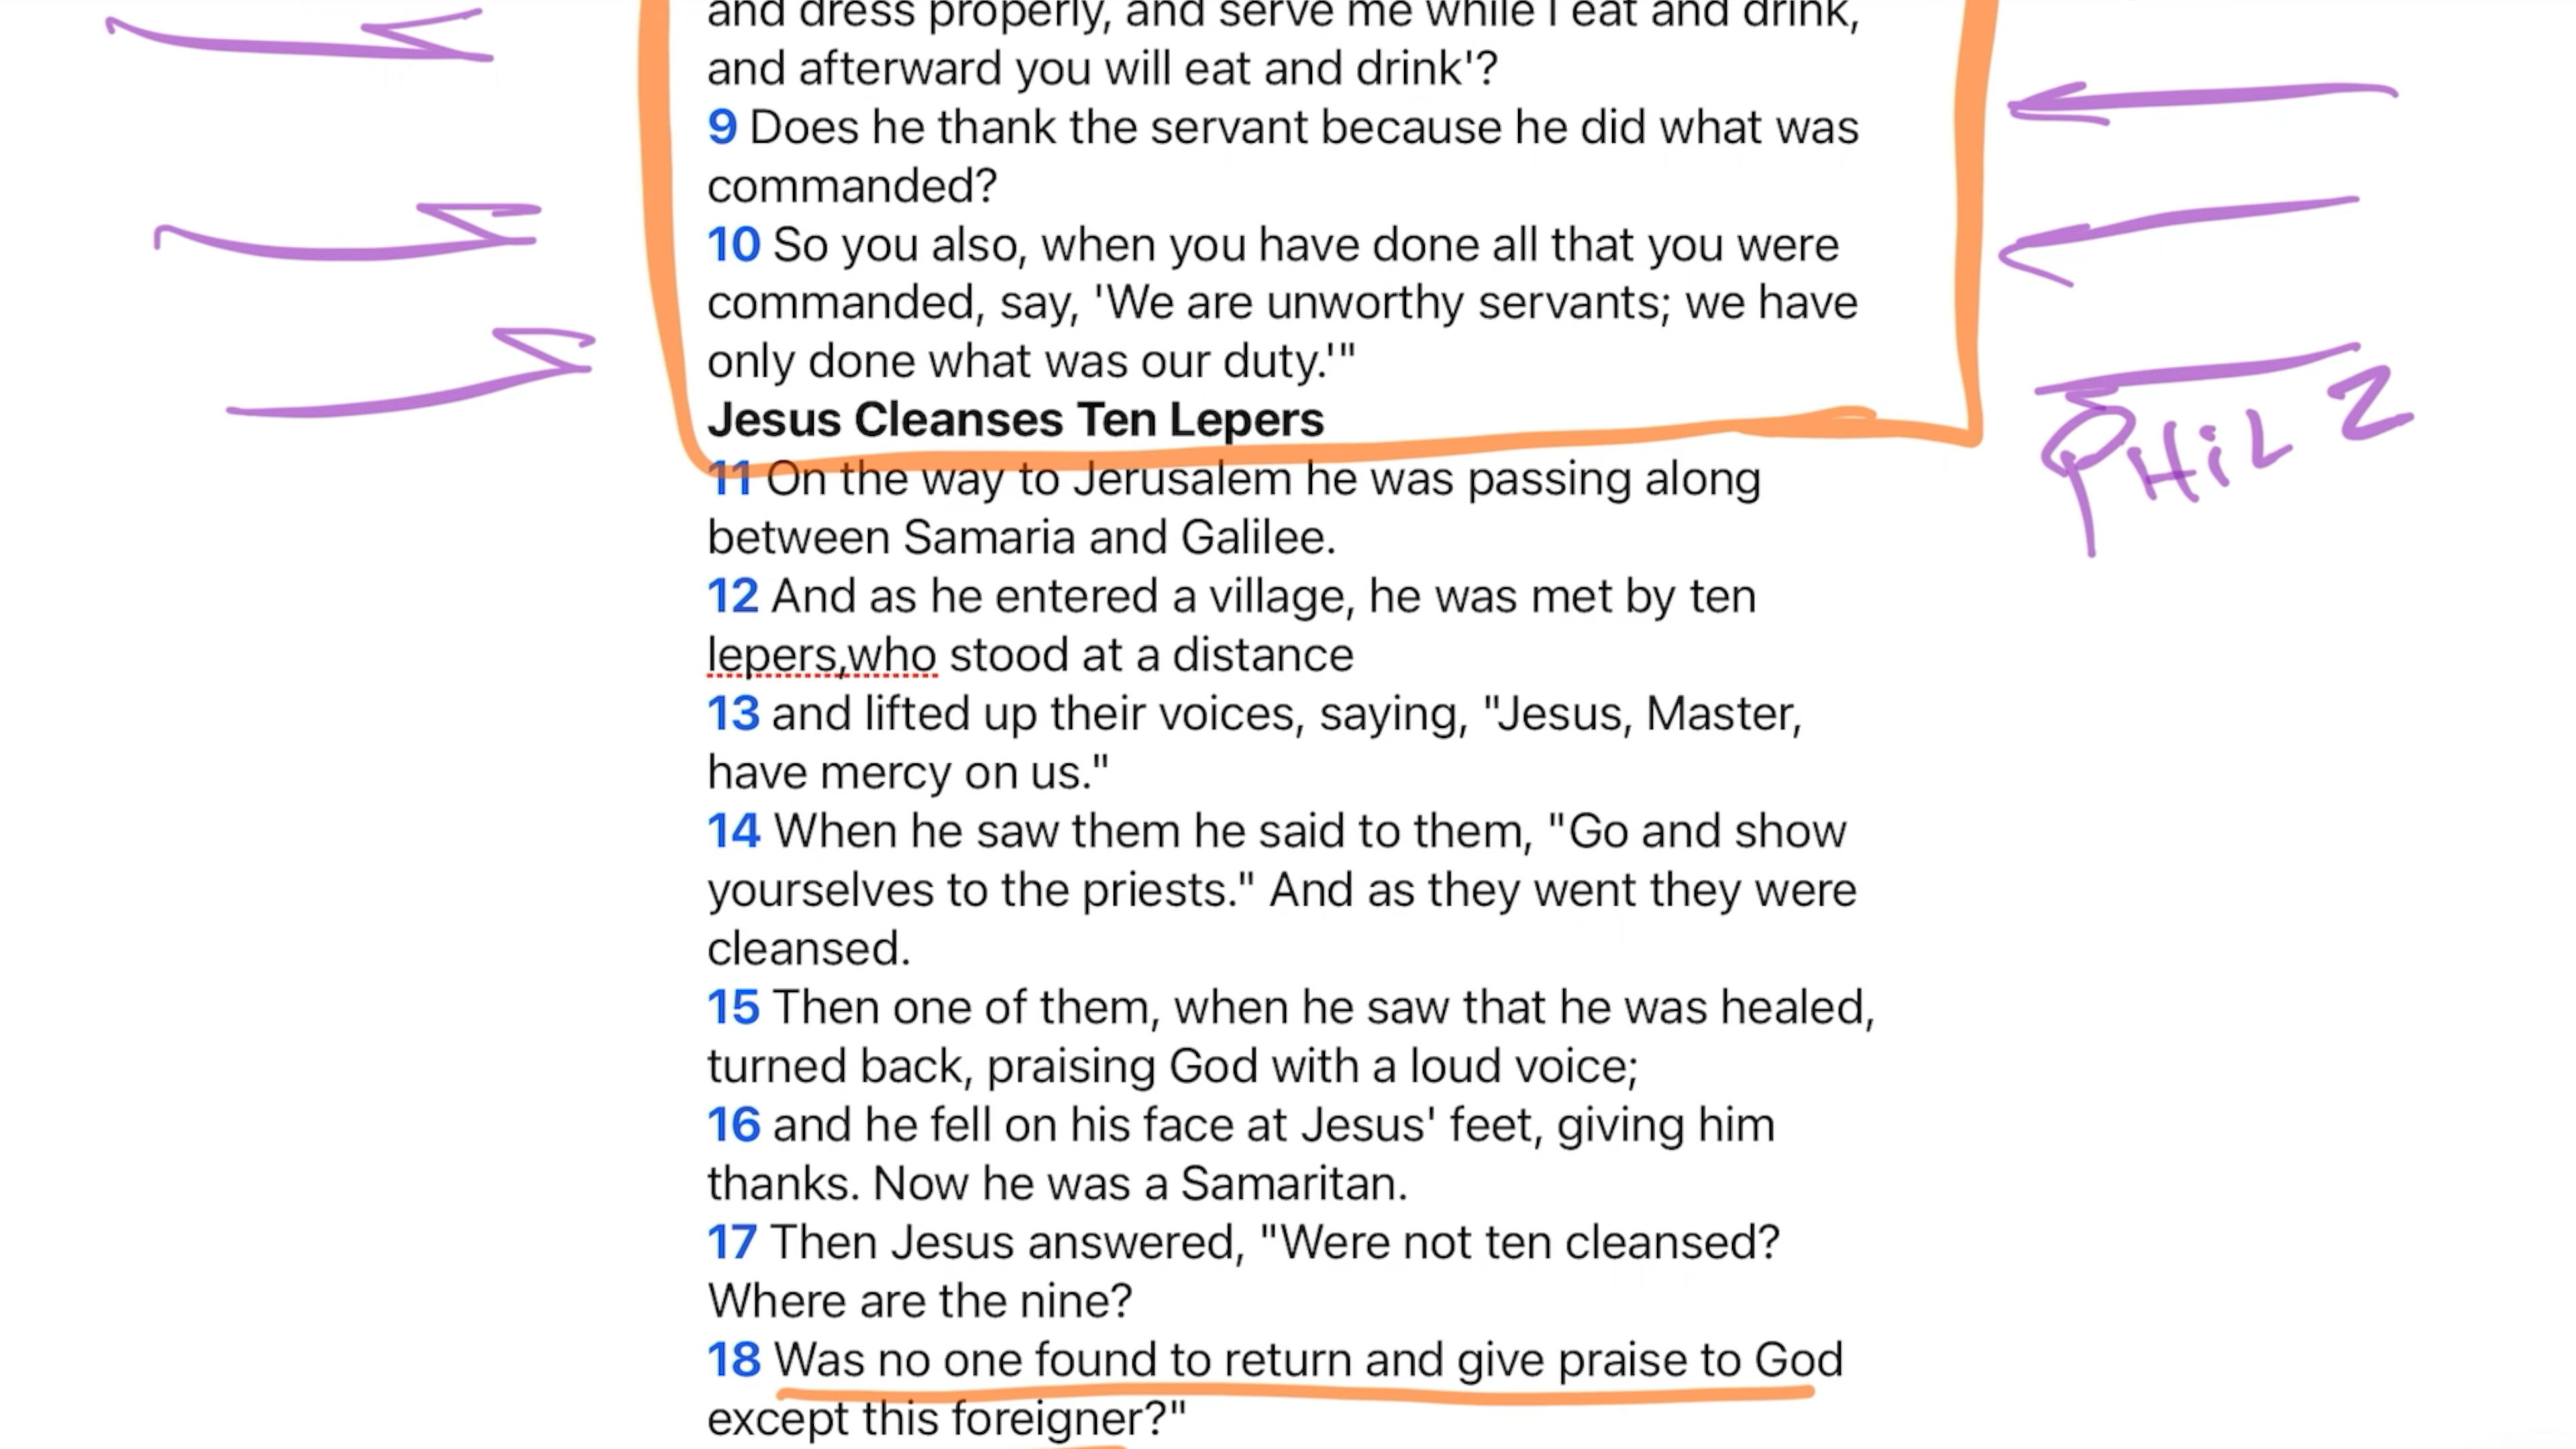 and dress properly, and serve me while I eat and drink,
and afterward you will eat and drink'?
9 Does he thank the servant because he did what was
commanded?
10 So you also, when you have done all that you were
commanded, say, 'We are unworthy servants; we have
only done what was our duty.'"
Jesus Cleanses Ten Lepers
PHiL 2
11 On the way to Jerusalem he was passing along
between Samaria and Galilee.
12 And as he entered a village, he was met by ten
lepers,who stood at a distance
13 and lifted up their voices, saying, "Jesus, Master,
have mercy on us."
14 When he saw them he said to them, "Go and show
yourselves to the priests." And as they went they were
cleansed.
15 Then one of them, when he saw that he was healed,
turned back, praising God with a loud voice;
16 and he fell on his face at Jesus' feet, giving him
thanks. Now he was a Samaritan.
17 Then Jesus answered, "Were not ten cleansed?
Where are the nine?
18 Was no one found to return and give praise to God
except this foreigner?"